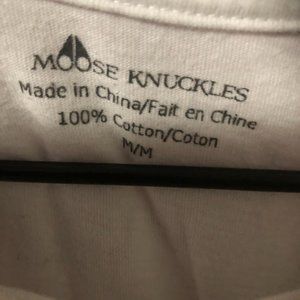 MOOSE KNUCKLES
Made in China/Fait en Chine
100% Cotton/Coton
M/M